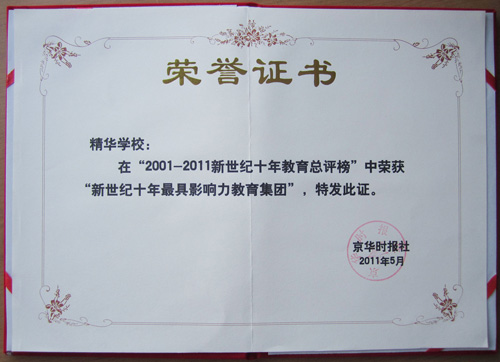 荣誉证书
精华学校：
在“2001-2011新世纪十年教育总评榜”中荣获
“新世纪十年最具影响力教育集团”，特发此证。
京华时报社
2011年5月